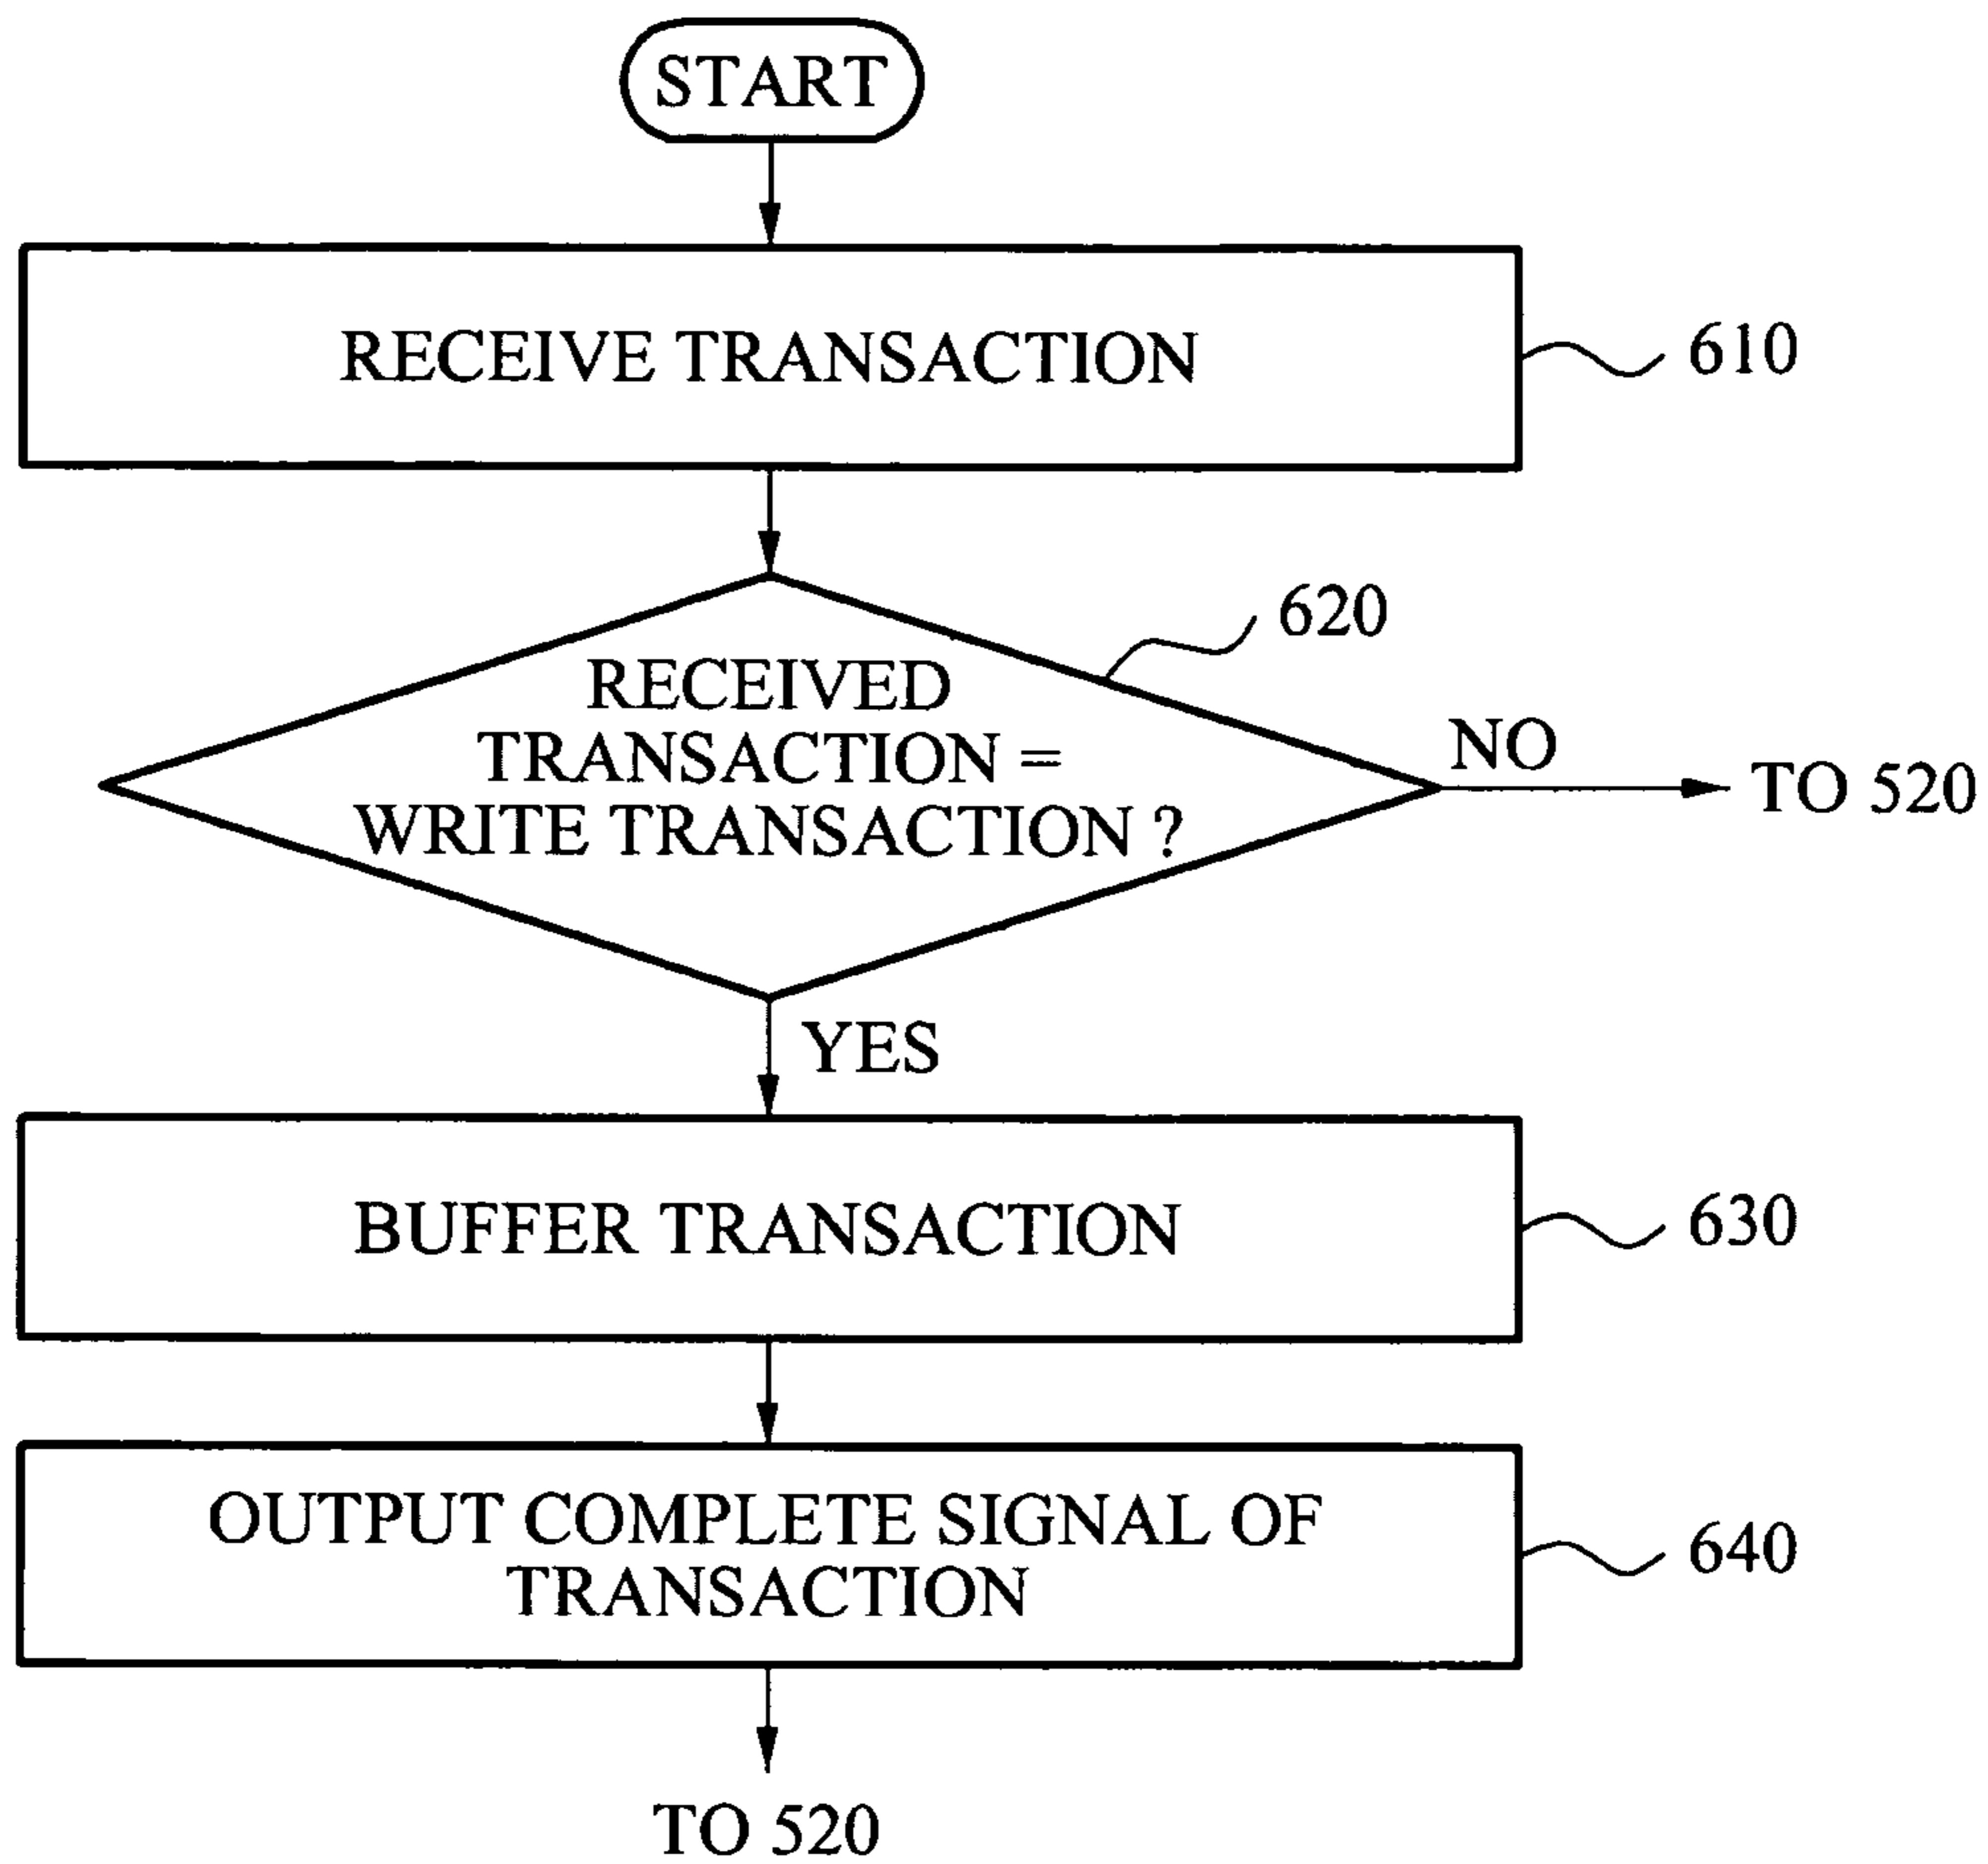 START
RECEIVE TRANSACTION
610
620
RECEIVED
TRANSACTION =
WRITE TRANSACTION ?
NO
TO 520
YES
BUFFER TRANSACTION
630
OUTPUT COMPLETE SIGNAL OF
TRANSACTION
640
TO 520